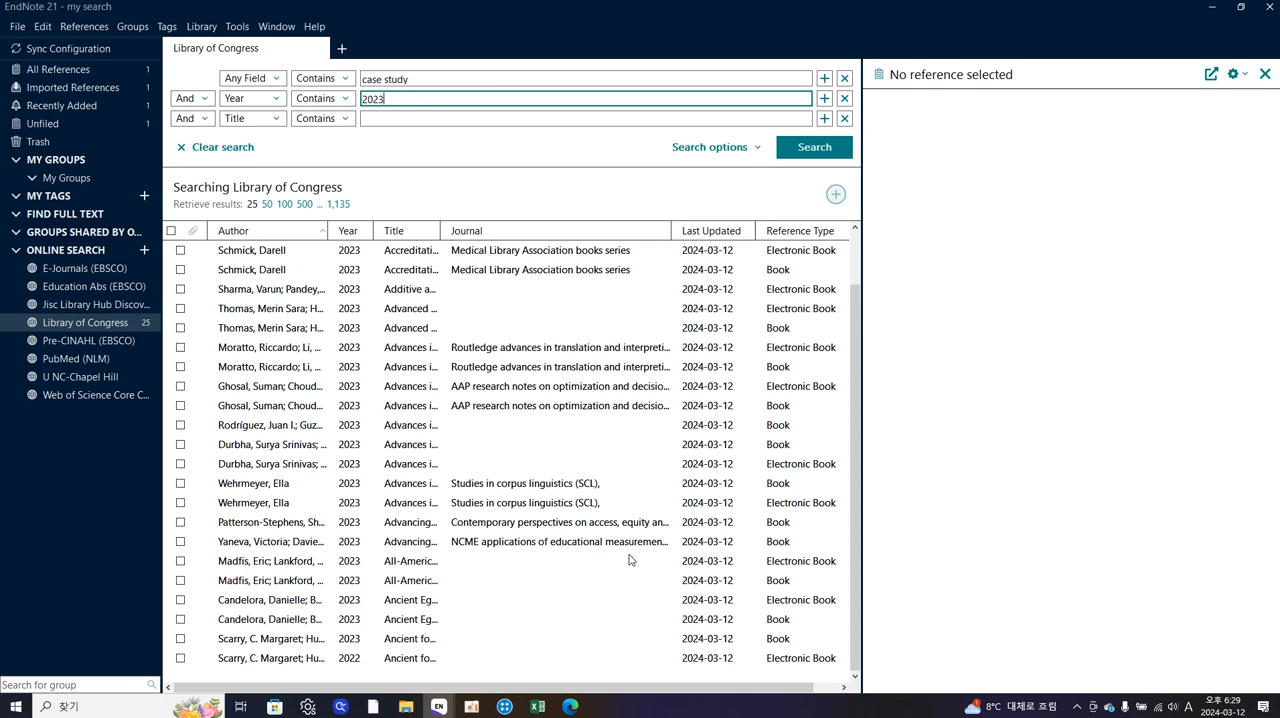 EndNote 21 - my search
File Edit References Groups Tags Library Tools Window Help
Sync Configuration
All References 1
Imported References 1
Recently Added 1
Unfiled 1
Trash
MY GROUPS
My Groups
MY TAGS
FIND FULL TEXT
GROUPS SHARED BY O...
ONLINE SEARCH
E-Journals (EBSCO)
Education Abs (EBSCO)
Jisc Library Hub Discov...
Library of Congress 25
Pre-CINAHL (EBSCO)
PubMed (NLM)
U NC-Chapel Hill
Web of Science Core C...
Search for group
Library of Congress
Any Field Contains case study
And Year Contains 2023
And Title Contains
Clear search Search options Search
Searching Library of Congress
Retrieve results: 25 50 100 500 ... 1,135
Author Year Title Journal Last Updated Reference Type
Schmick, Darell 2023 Accreditati... Medical Library Association books series 2024-03-12 Electronic Book
Schmick, Darell 2023 Accreditati... Medical Library Association books series 2024-03-12 Book
Sharma, Varun; Pandey,... 2023 Additive a... 2024-03-12 Electronic Book
Thomas, Merin Sara; H... 2023 Advanced ... 2024-03-12 Electronic Book
Thomas, Merin Sara; H... 2023 Advanced ... 2024-03-12 Book
Moratto, Riccardo; Li, ... 2023 Advances i... Routledge advances in translation and interpreti... 2024-03-12 Electronic Book
Moratto, Riccardo; Li, ... 2023 Advances i... Routledge advances in translation and interpreti... 2024-03-12 Book
Ghosal, Suman; Choud... 2023 Advances i... AAP research notes on optimization and decisio... 2024-03-12 Electronic Book
Ghosal, Suman; Choud... 2023 Advances i... AAP research notes on optimization and decisio... 2024-03-12 Book
Rodríguez, Juan I.; Guz... 2023 Advances i... 2024-03-12 Book
Durbha, Surya Srinivas; ... 2023 Advances i... 2024-03-12 Book
Durbha, Surya Srinivas; ... 2023 Advances i... 2024-03-12 Electronic Book
Wehrmeyer, Ella 2023 Advances i... Studies in corpus linguistics (SCL), 2024-03-12 Book
Wehrmeyer, Ella 2023 Advances i... Studies in corpus linguistics (SCL), 2024-03-12 Electronic Book
Patterson-Stephens, Sh... 2023 Advancing... Contemporary perspectives on access, equity an... 2024-03-12 Book
Yaneva, Victoria; Davie... 2023 Advancing... NCME applications of educational measuremen... 2024-03-12 Book
Madfis, Eric; Lankford, ... 2023 All-Americ... 2024-03-12 Electronic Book
Madfis, Eric; Lankford, ... 2023 All-Americ... 2024-03-12 Book
Candelora, Danielle; B... 2023 Ancient Eg... 2024-03-12 Electronic Book
Candelora, Danielle; B... 2023 Ancient Eg... 2024-03-12 Book
Scarry, C. Margaret; Hu... 2023 Ancient fo... 2024-03-12 Book
Scarry, C. Margaret; Hu... 2022 Ancient fo... 2024-03-12 Electronic Book
No reference selected
찾기
EN
8°C 대체로 흐림
A
오후 6:29
2024-03-12